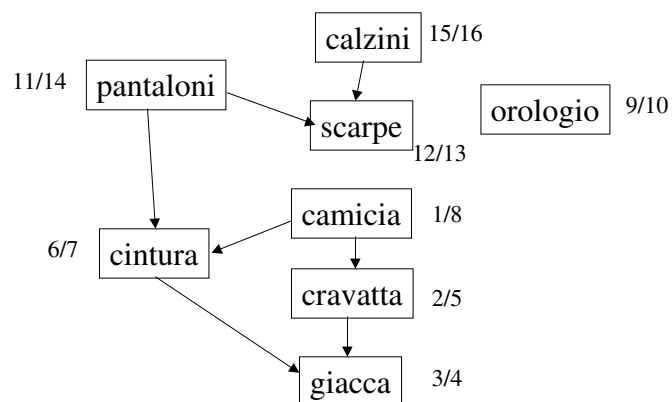 calzini 15/16
11/14 pantaloni
scarpe
12/13
orologio 9/10
camicia 1/8
6/7 cintura
cravatta 2/5
giacca 3/4